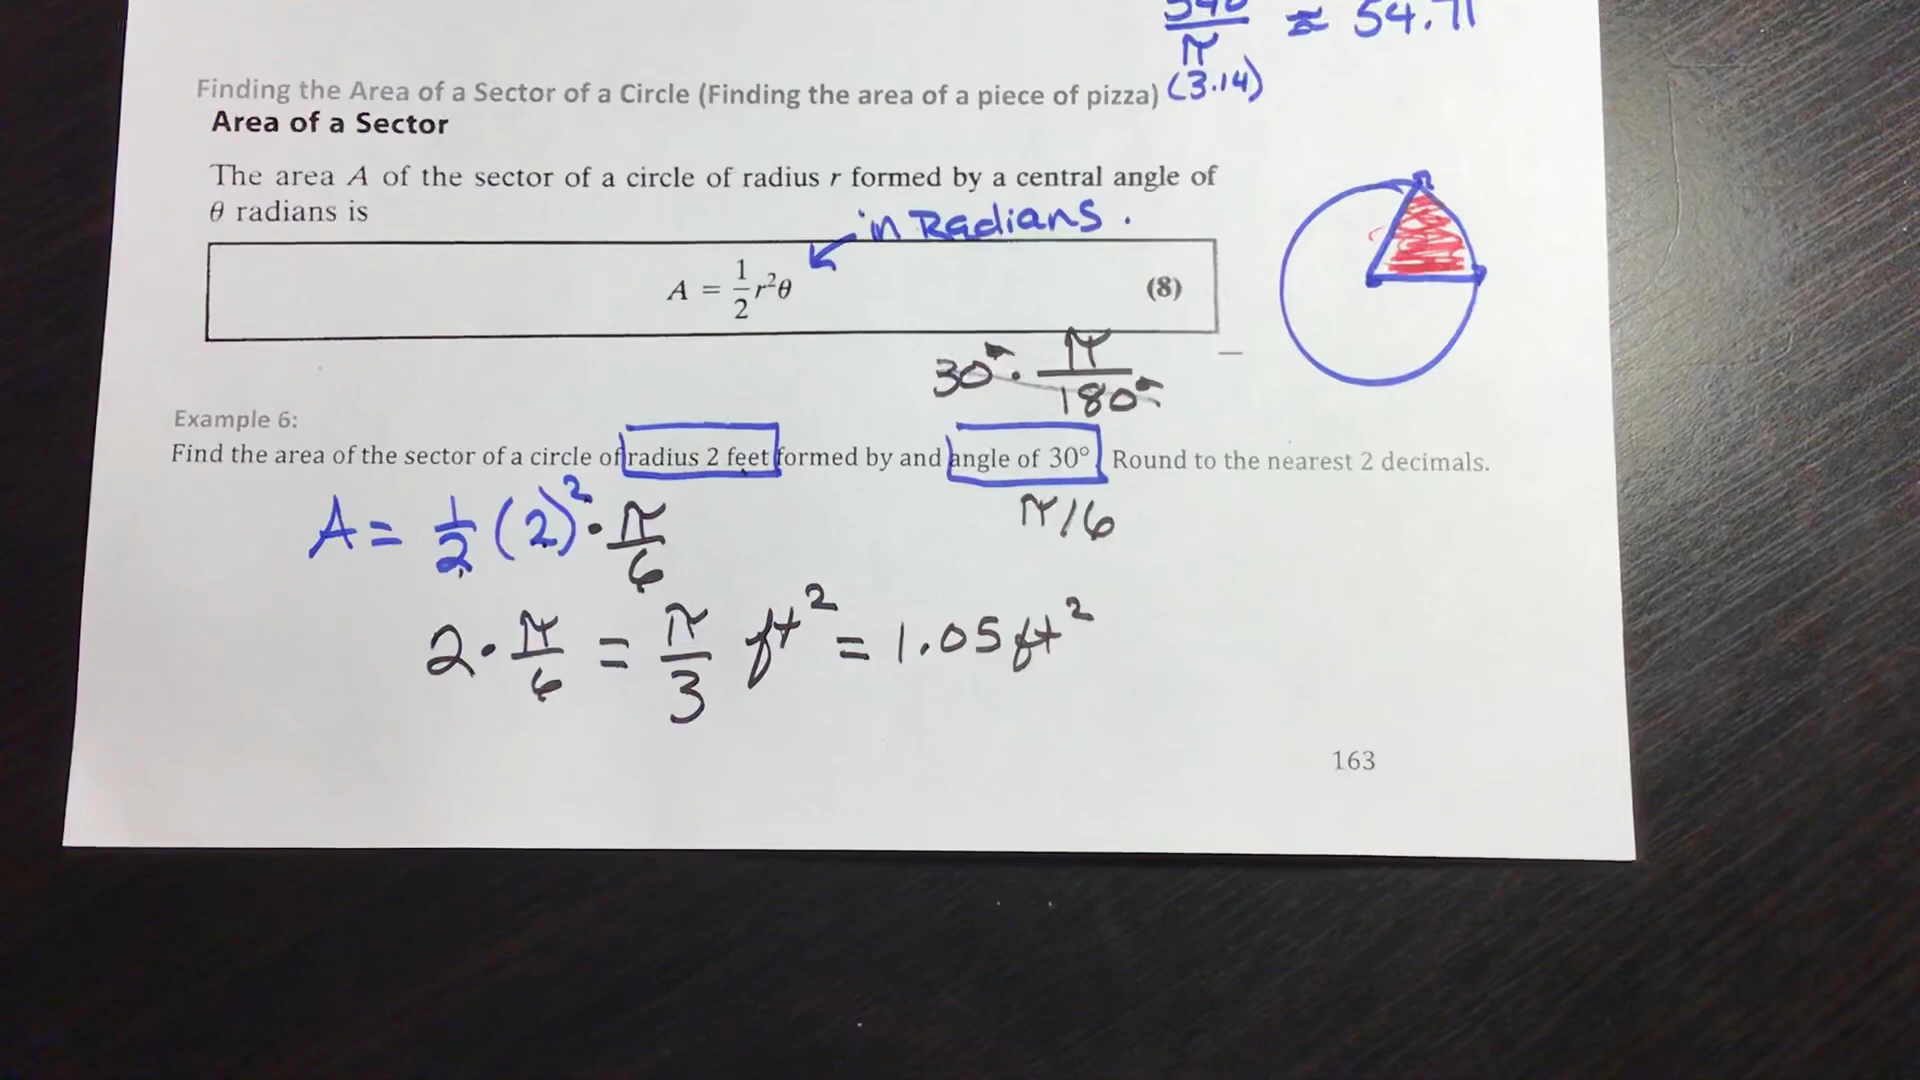 ≈ 54.71
π
(3.14)
Finding the Area of a Sector of a Circle (Finding the area of a piece of pizza)
Area of a Sector
The area A of the sector of a circle of radius r formed by a central angle of
θ radians is
in Radians.
A = 1/2 r²θ (8)
30° · π/180°
Example 6:
Find the area of the sector of a circle of radius 2 feet formed by and angle of 30° Round to the nearest 2 decimals.
π/6
A = 1/2 (2)² · π/6
2 · π/6 = π/3 ft² = 1.05 ft²
163